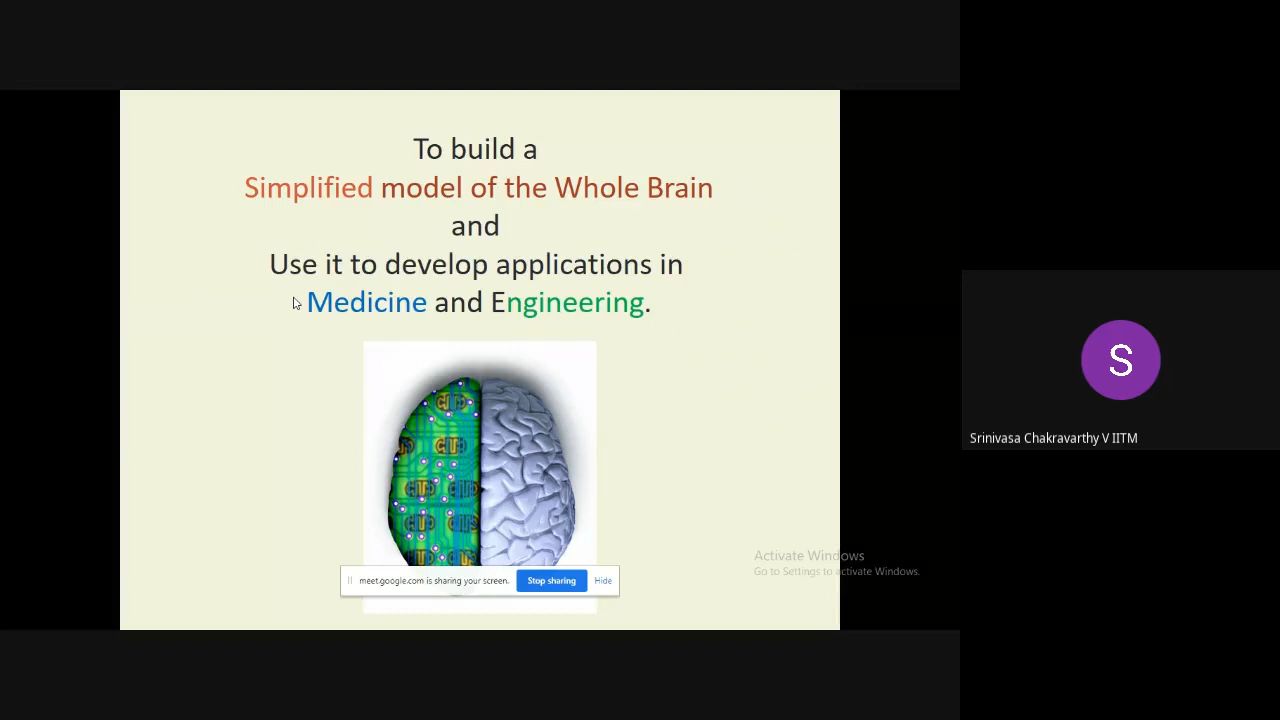 To build a
Simplified model of the Whole Brain
and
Use it to develop applications in
Medicine and Engineering.
meet.google.com is sharing your screen.
Stop sharing
Hide
Activate Windows
Go to Settings to activate Windows.
S
Srinivasa Chakravarthy V IITM